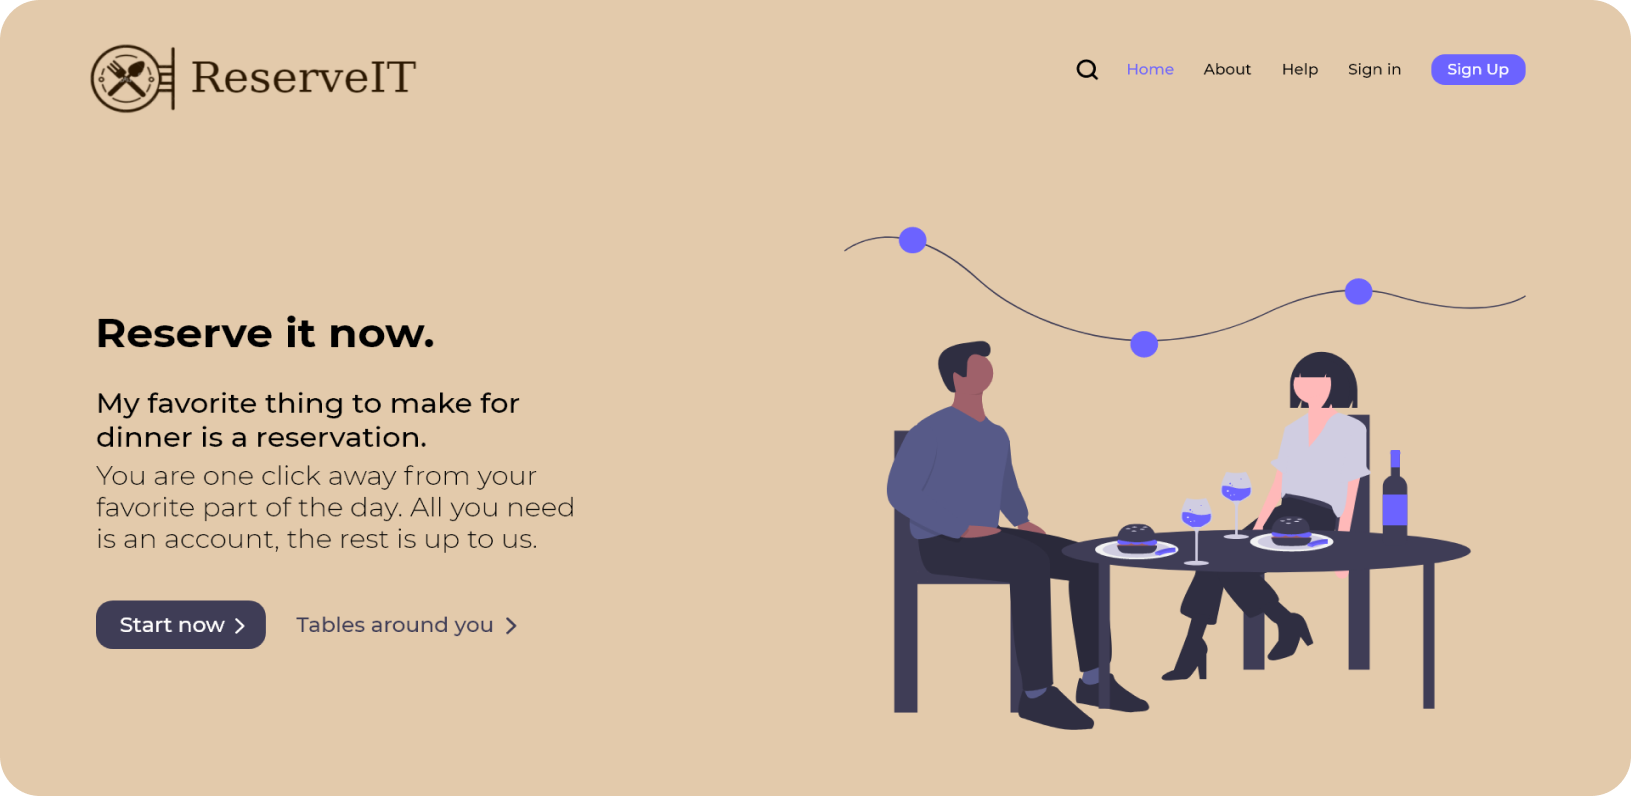 ReserveIT
Home About Help Sign in Sign Up
Reserve it now.
My favorite thing to make for
dinner is a reservation.
You are one click away from your
favorite part of the day. All you need
is an account, the rest is up to us.
Start now
Tables around you